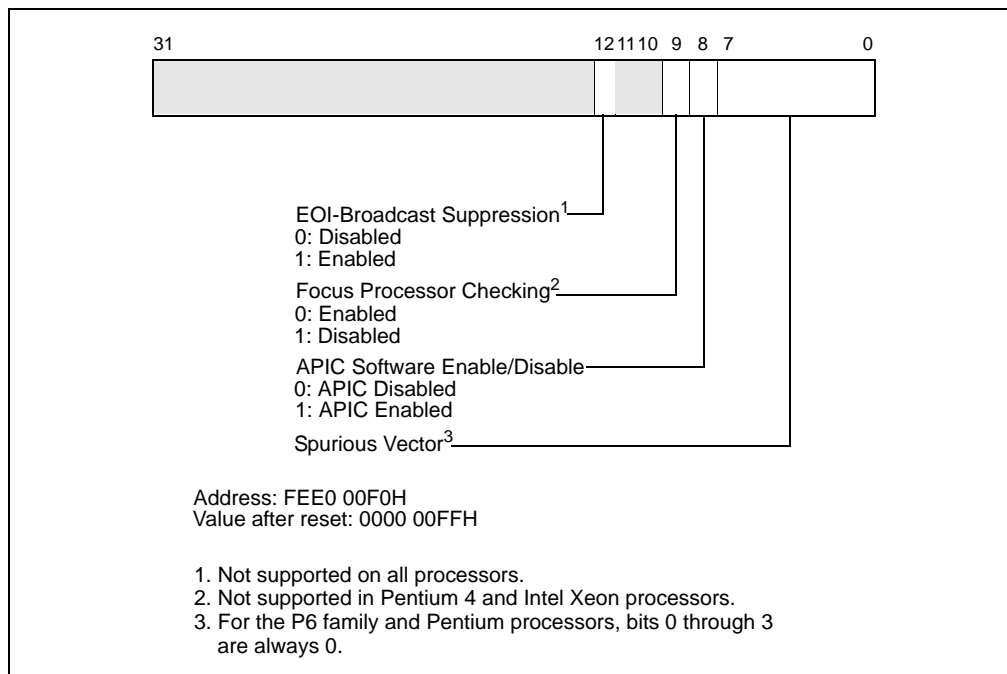 31 12 11 10 9 8 7 0
EOI-Broadcast Suppression1
0: Disabled
1: Enabled
Focus Processor Checking2
0: Enabled
1: Disabled
APIC Software Enable/Disable
0: APIC Disabled
1: APIC Enabled
Spurious Vector3
Address: FEE0 00F0H
Value after reset: 0000 00FFH
1. Not supported on all processors.
2. Not supported in Pentium 4 and Intel Xeon processors.
3. For the P6 family and Pentium processors, bits 0 through 3
are always 0.